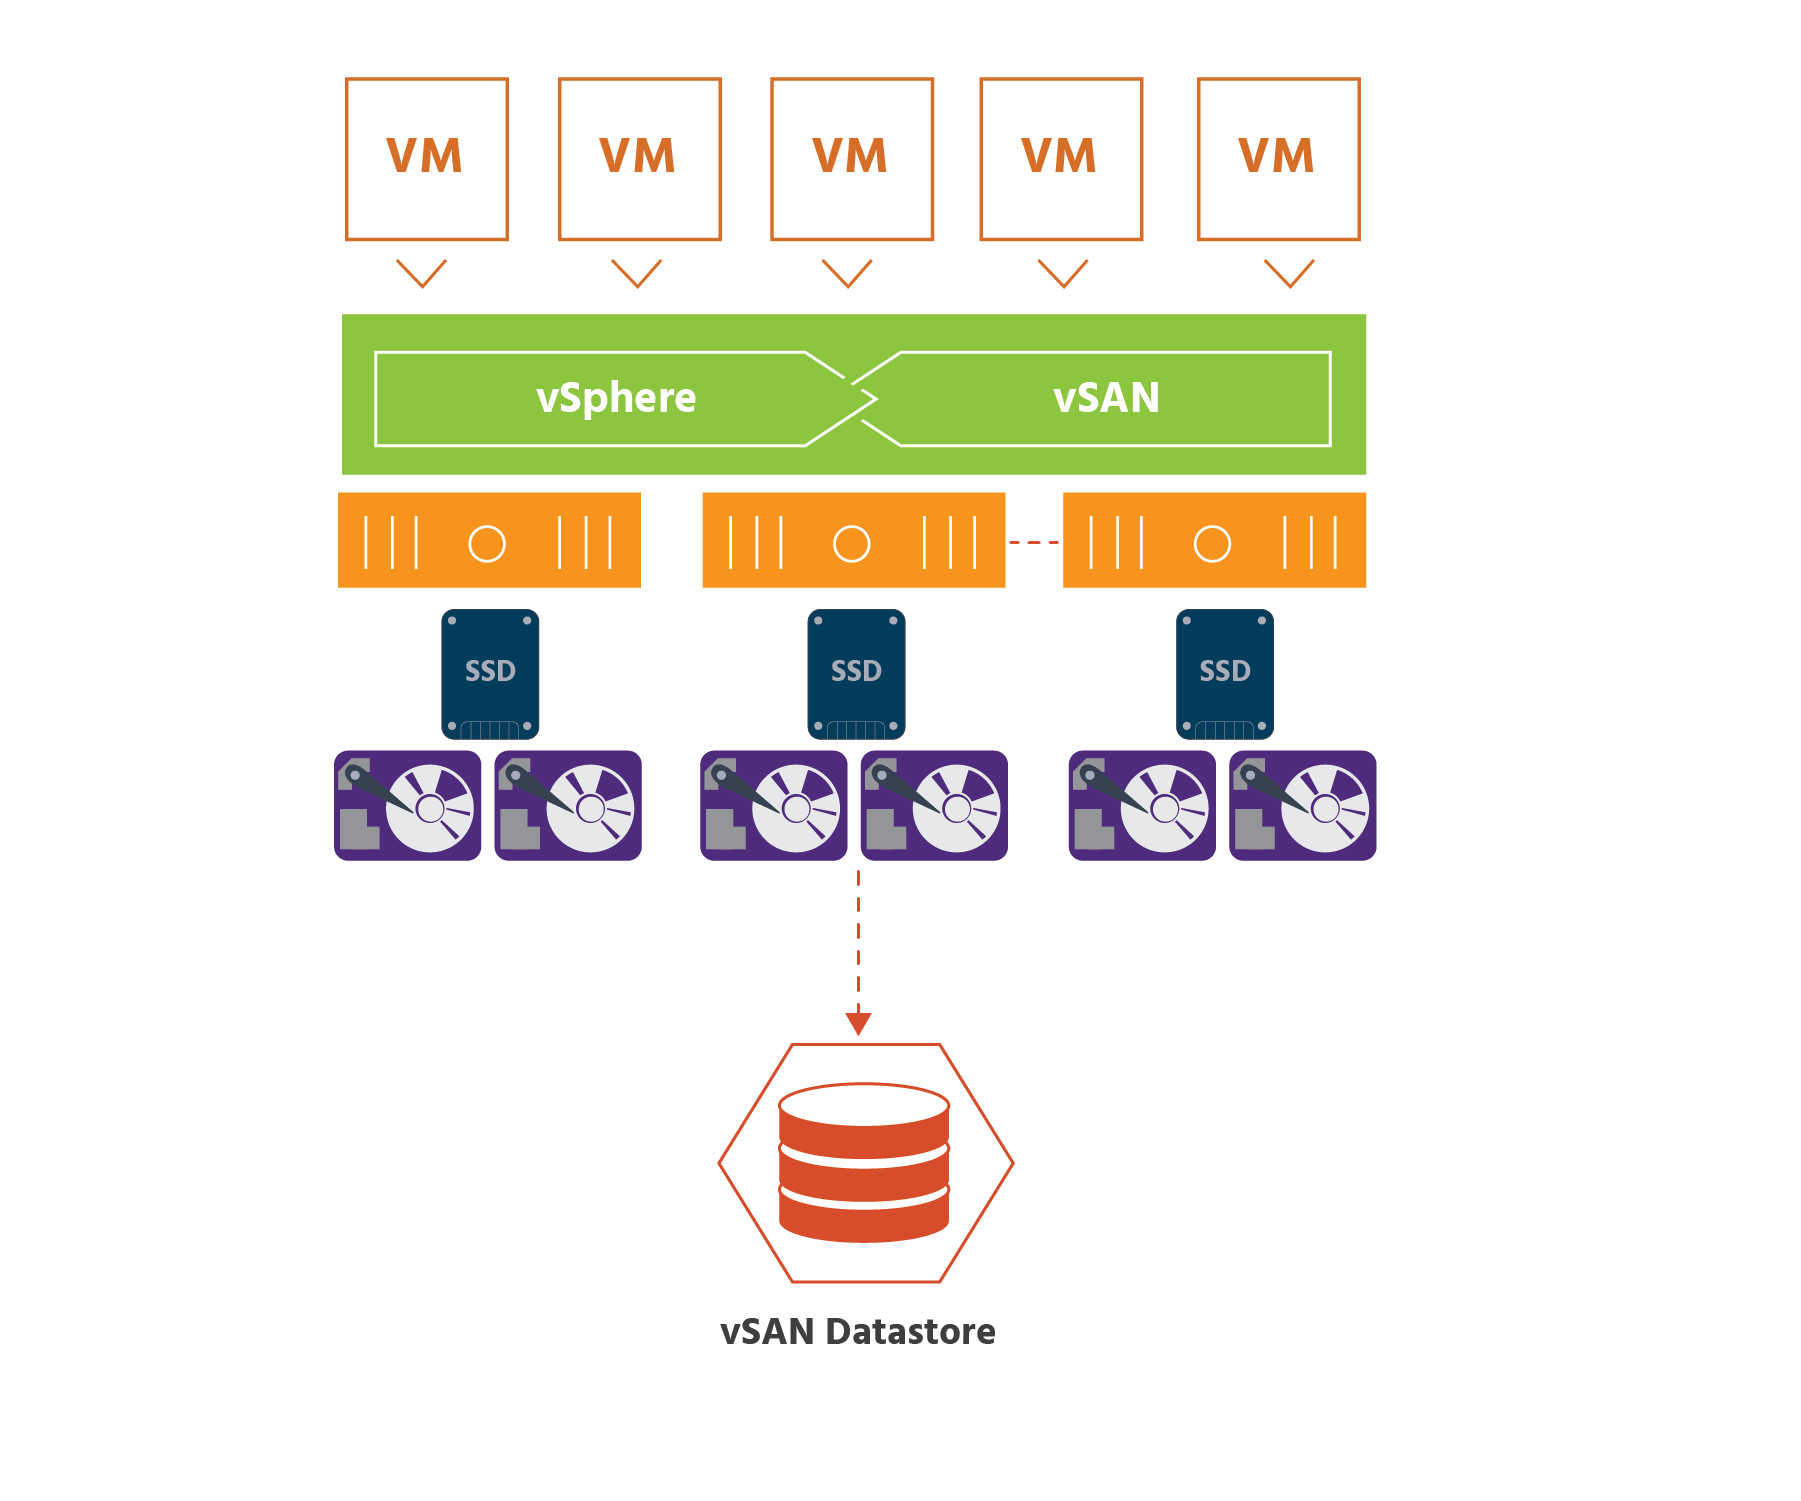 VM VM VM VM VM
vSphere vSAN
SSD SSD SSD
vSAN Datastore